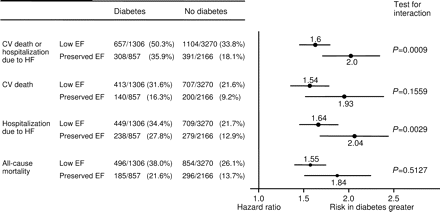 Diabetes No diabetes Test for interaction
CV death or hospitalization due to HF
Low EF 657/1306 (50.3%) 1104/3270 (33.8%) 1.6
Preserved EF 308/857 (35.9%) 391/2166 (18.1%) 2.0
P=0.0009
CV death
Low EF 413/1306 (31.6%) 707/3270 (21.6%) 1.54
Preserved EF 140/857 (16.3%) 200/2166 (9.2%) 1.93
P=0.1559
Hospitalization due to HF
Low EF 449/1306 (34.4%) 709/3270 (21.7%) 1.64
Preserved EF 238/857 (27.8%) 279/2166 (12.9%) 2.04
P=0.0029
All-cause mortality
Low EF 496/1306 (38.0%) 854/3270 (26.1%) 1.55
Preserved EF 185/857 (21.6%) 296/2166 (13.7%) 1.84
P=0.5127
1.0 1.5 2.0 2.5
Hazard ratio Risk in diabetes greater